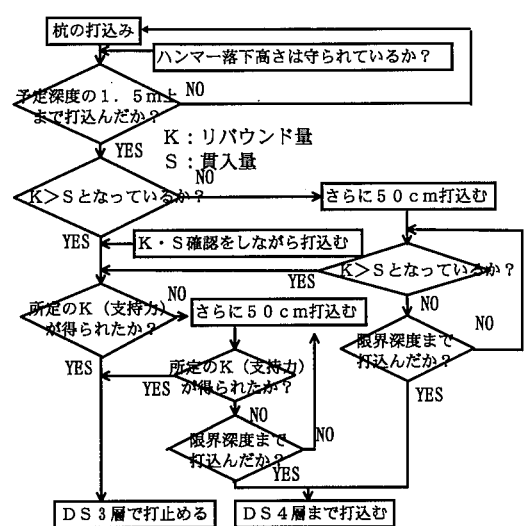 杭の打込み
ハンマー落下高さは守られているか？
予定深度の１．５ｍ上
まで打込んだか？
NO
YES
Ｋ：リバウンド量
Ｓ：貫入量
Ｋ＞Ｓとなっているか？
NO
さらに５０ｃｍ打込む
YES
Ｋ・Ｓ確認をしながら打込む
Ｋ＞Ｓとなっているか？
YES
NO
所定のＫ（支持力）
が得られたか？
NO
さらに５０ｃｍ打込む
限界深度まで
打込んだか？
NO
YES
YES
所定のＫ（支持力）
が得られたか？
YES
NO
限界深度まで
打込んだか？
NO
YES
ＤＳ３層で打止める
ＤＳ４層まで打込む